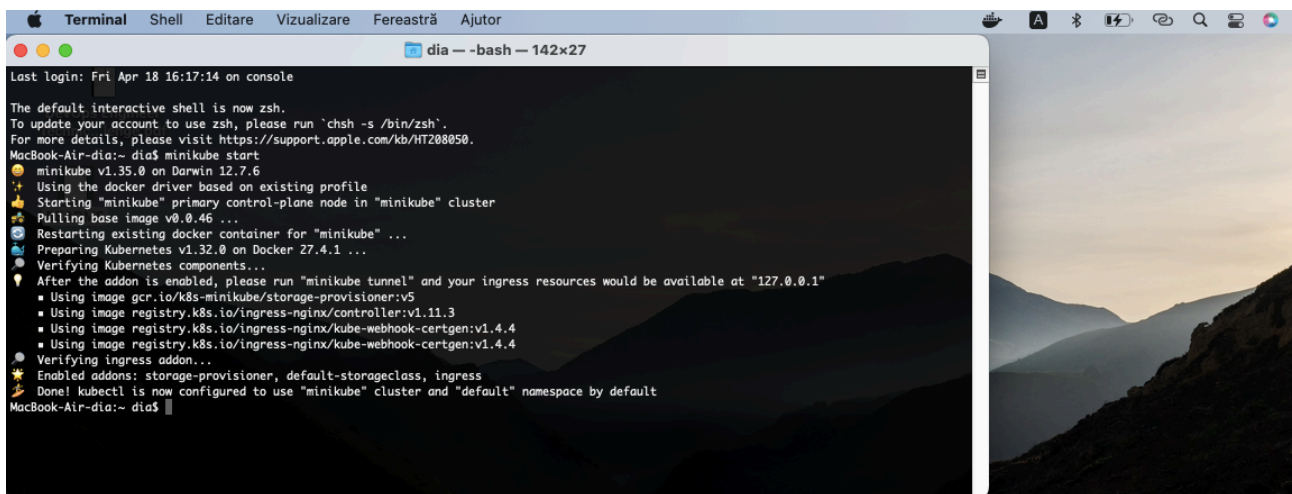 Terminal Shell Editare Vizualizare Fereastră Ajutor
A
dia — -bash — 142×27
Last login: Fri Apr 18 16:17:14 on console
The default interactive shell is now zsh.
To update your account to use zsh, please run `chsh -s /bin/zsh`.
For more details, please visit https://support.apple.com/kb/HT208050.
MacBook-Air-dia:~ dia$ minikube start
minikube v1.35.0 on Darwin 12.7.6
Using the docker driver based on existing profile
Starting "minikube" primary control-plane node in "minikube" cluster
Pulling base image v0.0.46 ...
Restarting existing docker container for "minikube" ...
Preparing Kubernetes v1.32.0 on Docker 27.4.1 ...
Verifying Kubernetes components...
After the addon is enabled, please run "minikube tunnel" and your ingress resources would be available at "127.0.0.1"
▪ Using image gcr.io/k8s-minikube/storage-provisioner:v5
▪ Using image registry.k8s.io/ingress-nginx/controller:v1.11.3
▪ Using image registry.k8s.io/ingress-nginx/kube-webhook-certgen:v1.4.4
▪ Using image registry.k8s.io/ingress-nginx/kube-webhook-certgen:v1.4.4
Verifying ingress addon...
Enabled addons: storage-provisioner, default-storageclass, ingress
Done! kubectl is now configured to use "minikube" cluster and "default" namespace by default
MacBook-Air-dia:~ dia$